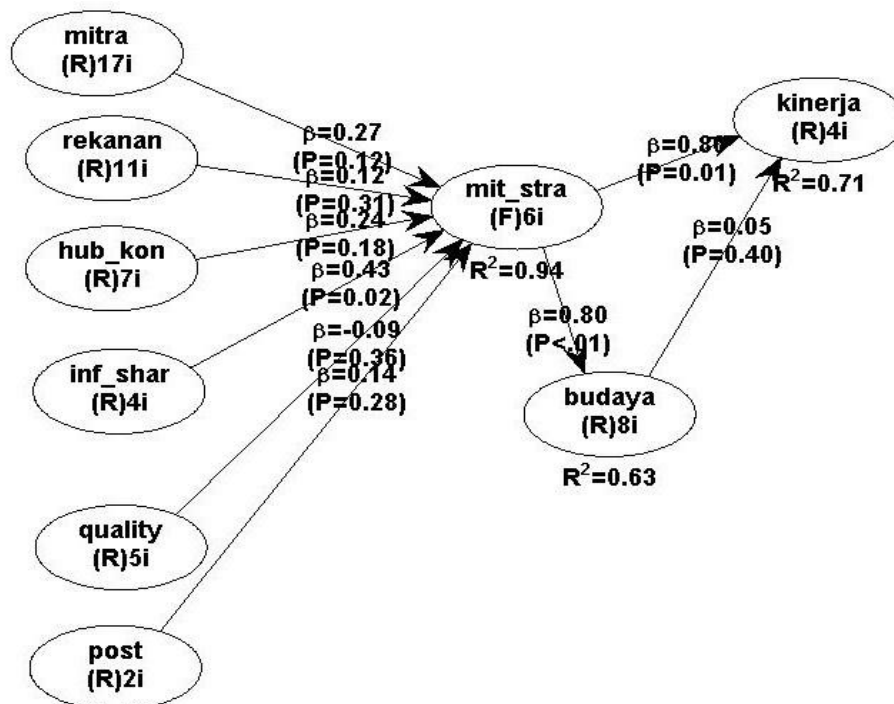 mitra
(R)17i
rekanan
(R)11i
hub_kon
(R)7i
inf_shar
(R)4i
quality
(R)5i
post
(R)2i
β=0.27
(P=0.12)
β=0.12
(P=0.31)
β=0.24
(P=0.18)
β=0.43
(P=0.02)
β=-0.09
(P=0.36)
β=0.14
(P=0.28)
mit_stra
(F)6i
R²=0.94
β=0.80
(P<.01)
budaya
(R)8i
R²=0.63
(P=0.01)
β=0.05
(P=0.40)
kinerja
(R)4i
R²=0.71